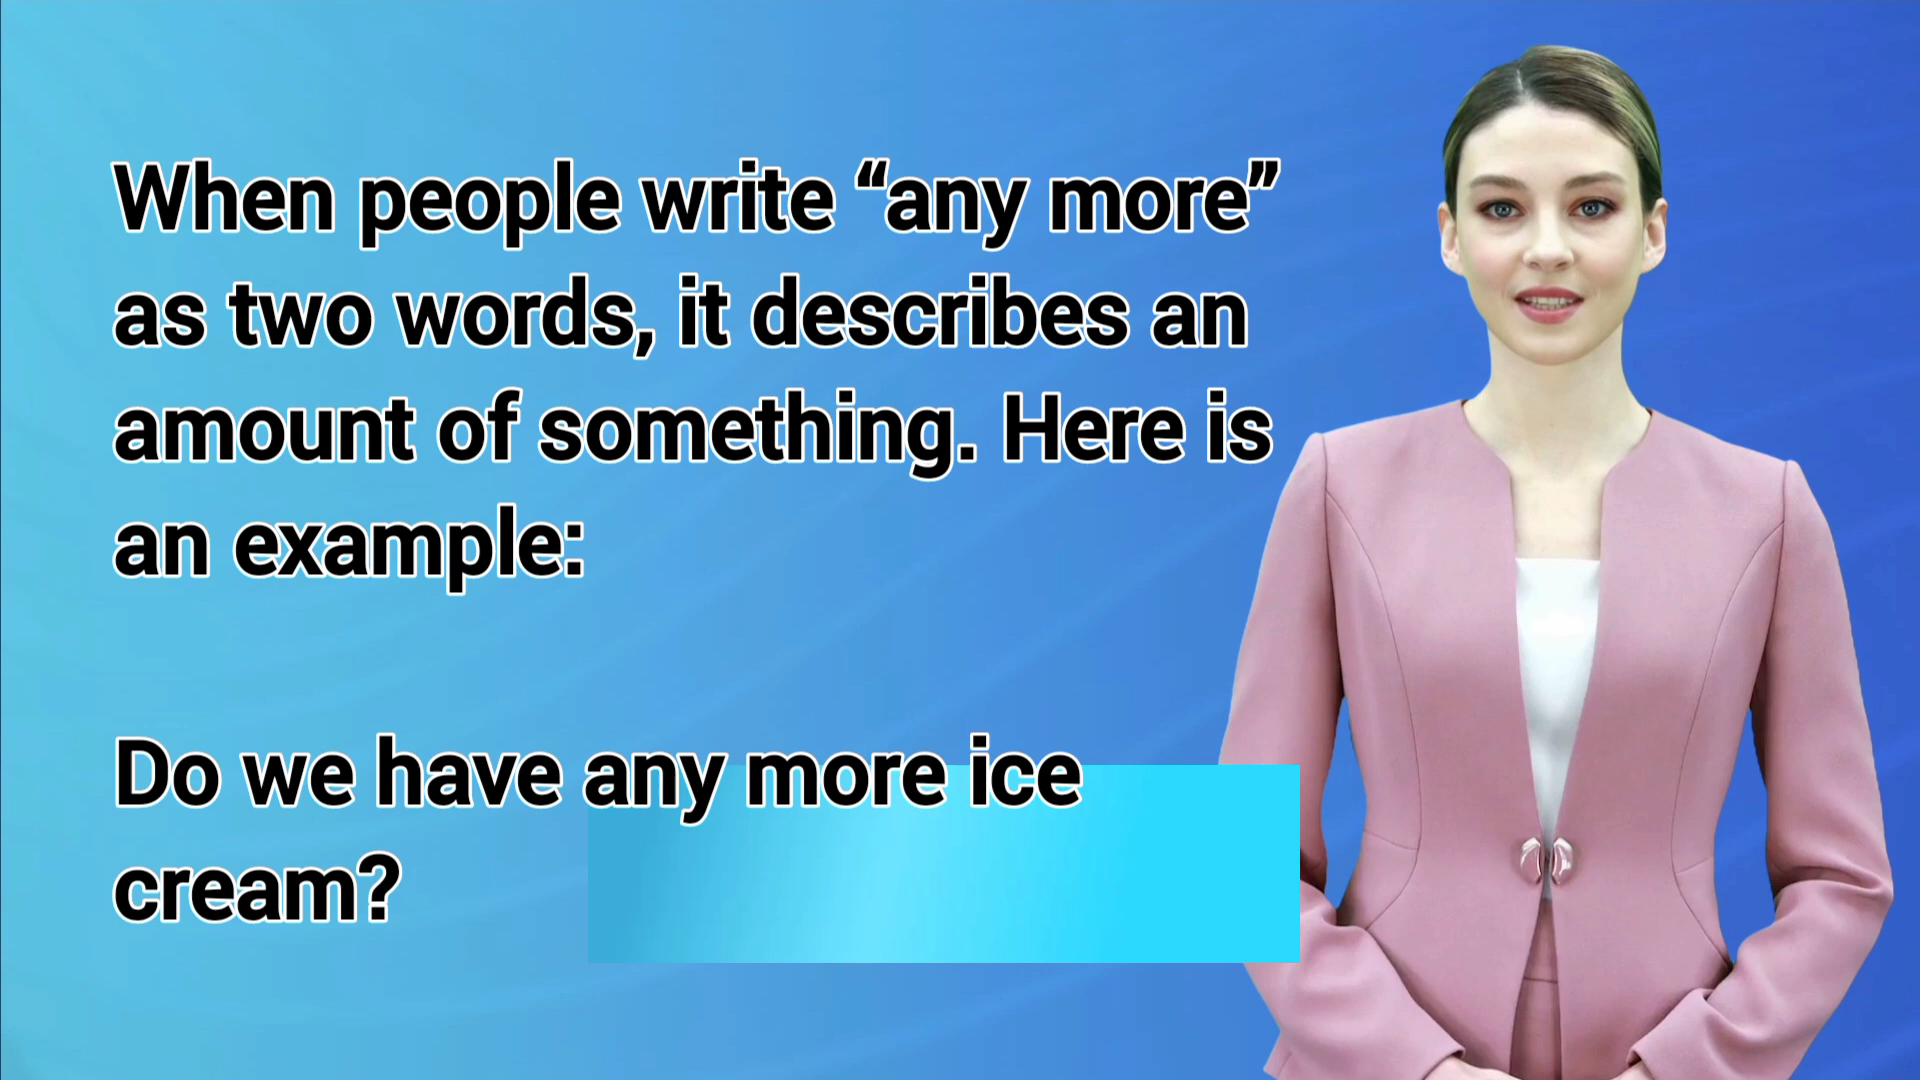 When people write “any more”
as two words, it describes an
amount of something. Here is
an example:
Do we have any more ice
cream?